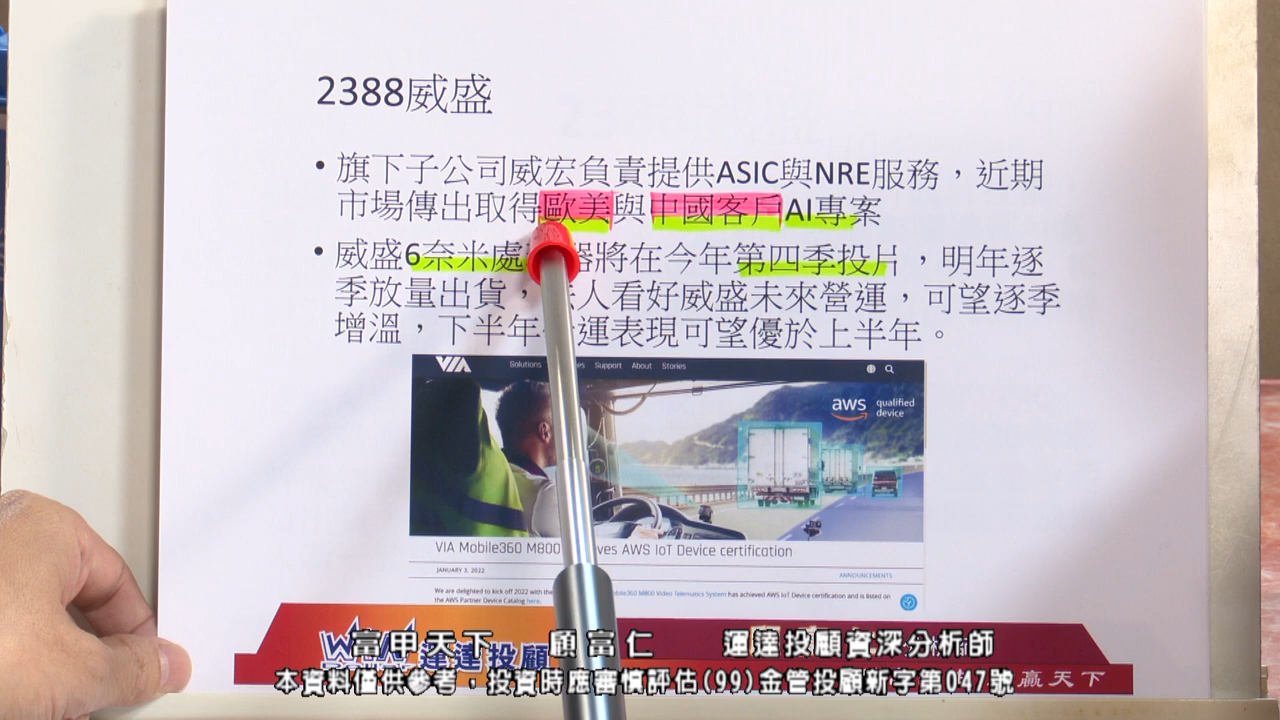 2388威盛
• 旗下子公司威宏負責提供ASIC與NRE服務，近期
市場傳出取得歐美與中國客戶AI專案
• 威盛6奈米處 器將在今年第四季投片，明年逐
季放量出貨， 人看好威盛未來營運，可望逐季
增溫，下半年 運表現可望優於上半年。
VIA Solutions es Support About Stories
aws qualified
device
VIA Mobile360 M800 ves AWS IoT Device certification
JANUARY 3, 2022 ANNOUNCEMENTS
We are delighted to kick off 2022 with the obile360 M800 Video Telematics System has achieved AWS IoT Device certification and is listed on
the AWS Partner Device Catalog here.
富甲天下 顧富仁 運達投顧資深分析師
運達投顧
本資料僅供參考，投資時應審慎評估(99)金管投顧新字第047號
贏天下